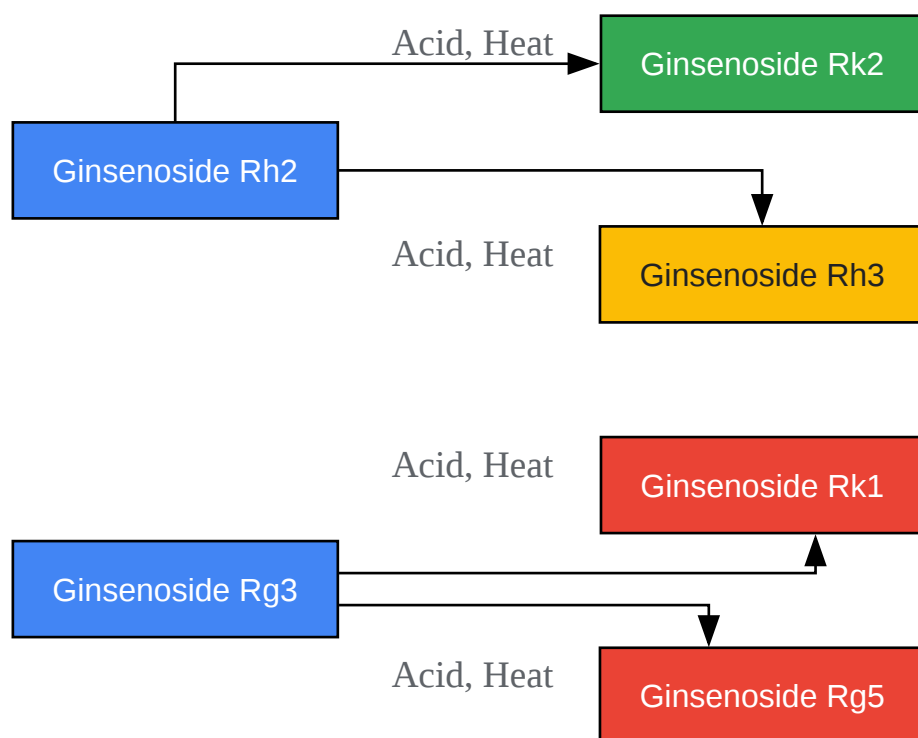 Acid, Heat
Ginsenoside Rk2
Ginsenoside Rh2
Acid, Heat
Ginsenoside Rh3
Acid, Heat
Ginsenoside Rk1
Ginsenoside Rg3
Acid, Heat
Ginsenoside Rg5